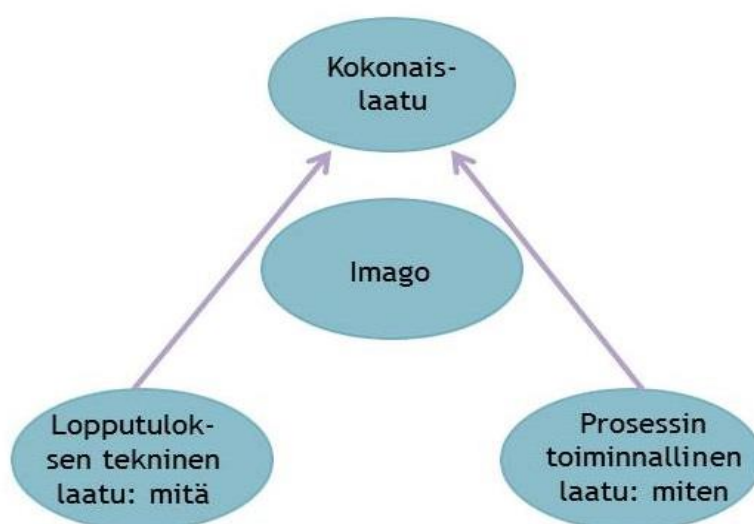 Kokonais-
laatu
Imago
Lopputulok-
sen tekninen
laatu: mitä
Prosessin
toiminnallinen
laatu: miten